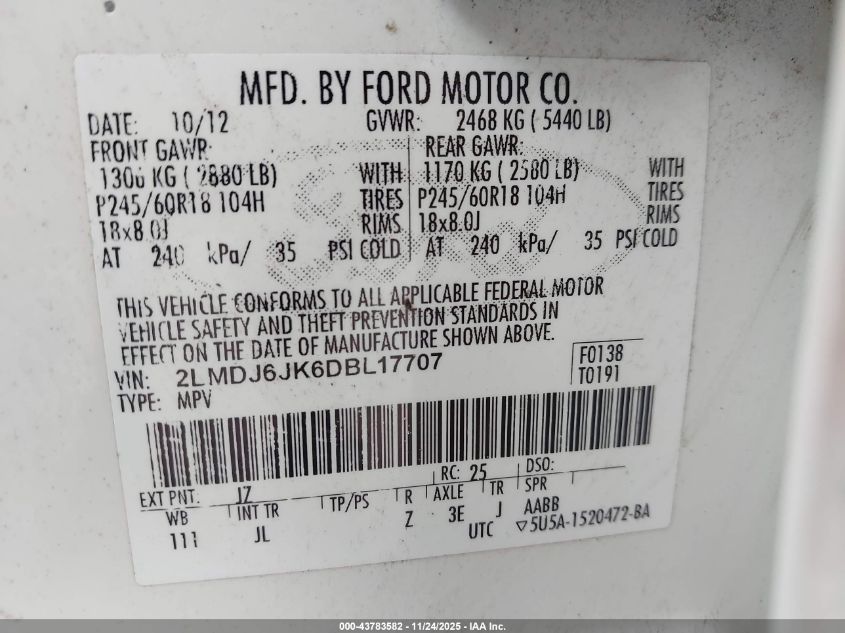 MFD. BY FORD MOTOR CO.
DATE: 10/12 GVWR: 2468 KG ( 5440 LB)
FRONT GAWR: REAR GAWR:
1306 KG ( 2880 LB) WITH 1170 KG ( 2580 LB) WITH
P245/60R18 104H TIRES P245/60R18 104H TIRES
18x8.0J RIMS 18x8.0J RIMS
AT 240 kPa/ 35 PSI COLD AT 240 kPa/ 35 PSI COLD
THIS VEHICLE CONFORMS TO ALL APPLICABLE FEDERAL MOTOR
VEHICLE SAFETY AND THEFT PREVENTION STANDARDS IN
EFFECT ON THE DATE OF MANUFACTURE SHOWN ABOVE.
VIN: 2LMDJ6JK6DBL17707 F0138
TYPE: MPV T0191
EXT PNT: JZ RC: 25 DSO:
WB INT TR TP/PS R AXLE TR SPR
111 JL Z 3E J AABB
UTC ▽5U5A-1520472-BA
000-43783582 - 11/24/2025 - IAA Inc.